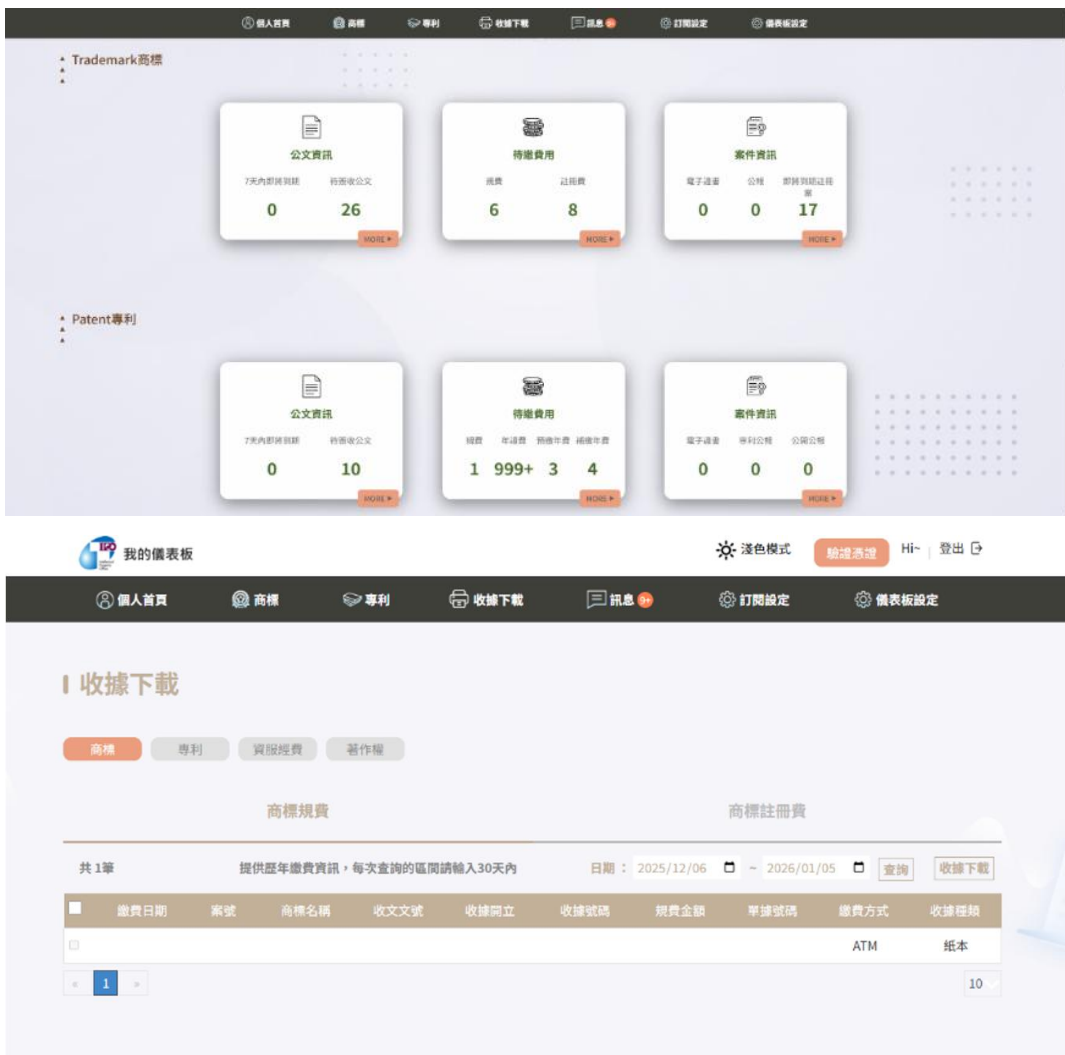 個人首頁 商標 專利 收據下載 訊息 9+ 訂閱設定 儀表板設定
Trademark商標
公文資訊 待繳費用 案件資訊
7天內即將到期 待簽收公文 規費 註冊費 電子證書 公報 即將到期註冊
案
0 26 6 8 0 0 17
MORE MORE MORE
Patent專利
公文資訊 待繳費用 案件資訊
7天內即將到期 待簽收公文 規費 年證費 預繳年費 補繳年費 電子證書 專利公報 公開公報
0 10 1 999+ 3 4 0 0 0
MORE MORE MORE
TIPO 我的儀表板 淺色模式 驗證憑證 Hi~ 登出
個人首頁 商標 專利 收據下載 訊息 9+ 訂閱設定 儀表板設定
收據下載
商標 專利 資服經費 著作權
商標規費 商標註冊費
共 1筆 提供歷年繳費資訊，每次查詢的區間請輸入30天內 日期： 2025/12/06 ~ 2026/01/05 查詢 收據下載
繳費日期 案號 商標名稱 收文文號 收據開立 收據號碼 規費金額 單據號碼 繳費方式 收據種類
ATM 紙本
« 1 » 10